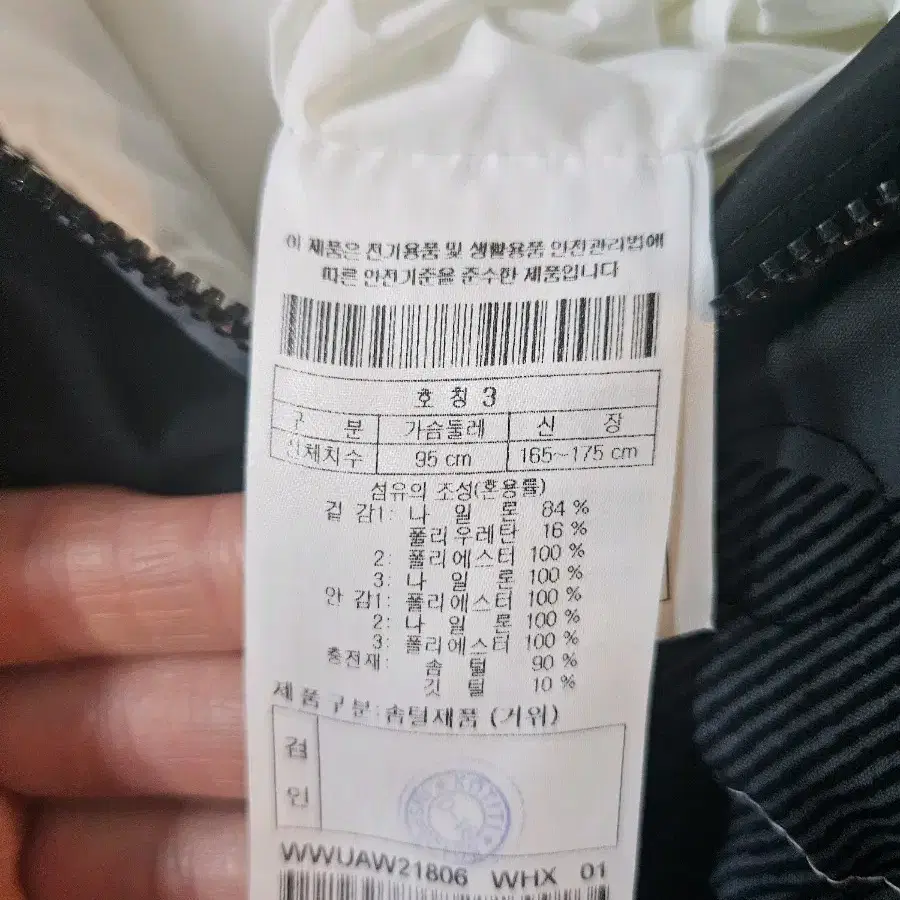 이 제품은 전기용품 및 생활용품 안전관리법에
따른 안전기준을 준수한 제품입니다
호 칭 3
구 분 가슴둘레 신 장
신체치수 95 cm 165~175 cm
섬유의 조성(혼용률)
겉 감1: 나 일 론 84 %
폴리우레탄 16 %
2: 폴리에스터 100 %
3: 나 일 론 100 %
안 감1: 폴리에스터 100 %
2: 나 일 론 100 %
3: 폴리에스터 100 %
충전재: 솜 털 90 %
깃 털 10 %
제품구분:솜털제품 (거위)
검
인
KOTITI
WWUAW21806 WHX 01